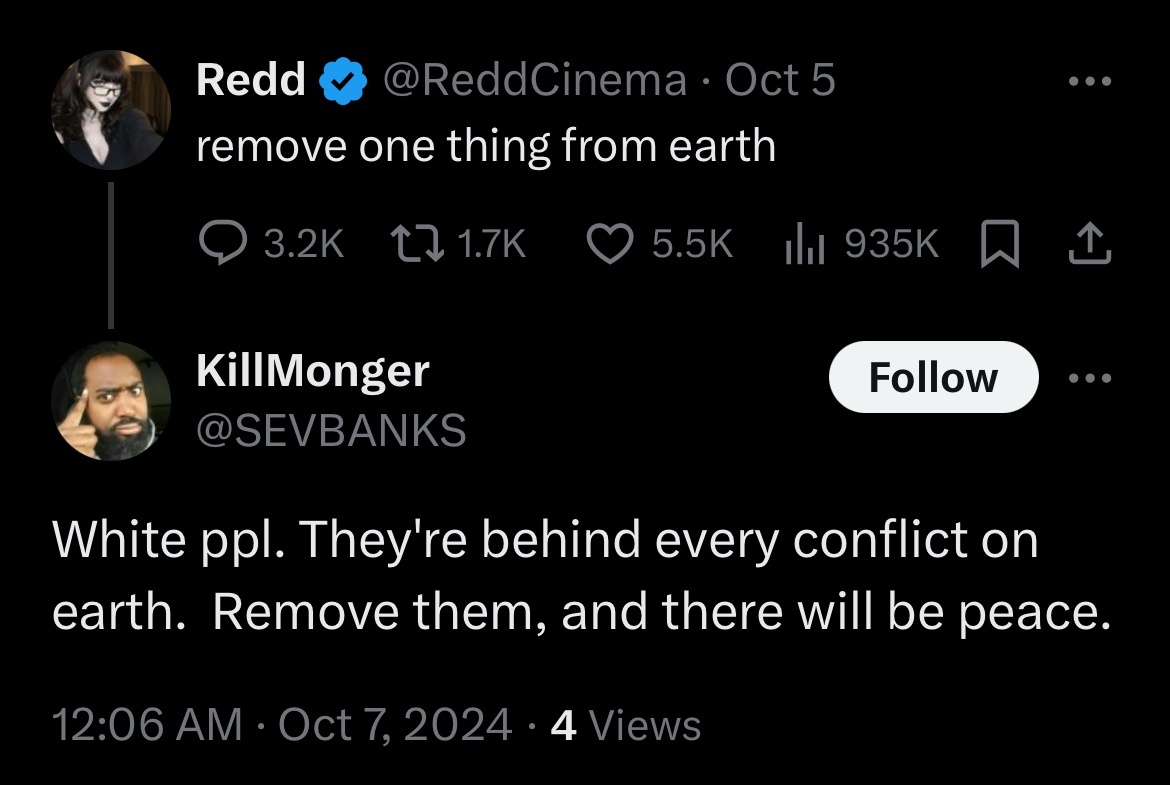 Redd @ReddCinema · Oct 5
remove one thing from earth
3.2K 1.7K 5.5K 935K
KillMonger
Follow
@SEVBANKS
White ppl. They're behind every conflict on
earth.  Remove them, and there will be peace.
12:06 AM · Oct 7, 2024 · 4 Views